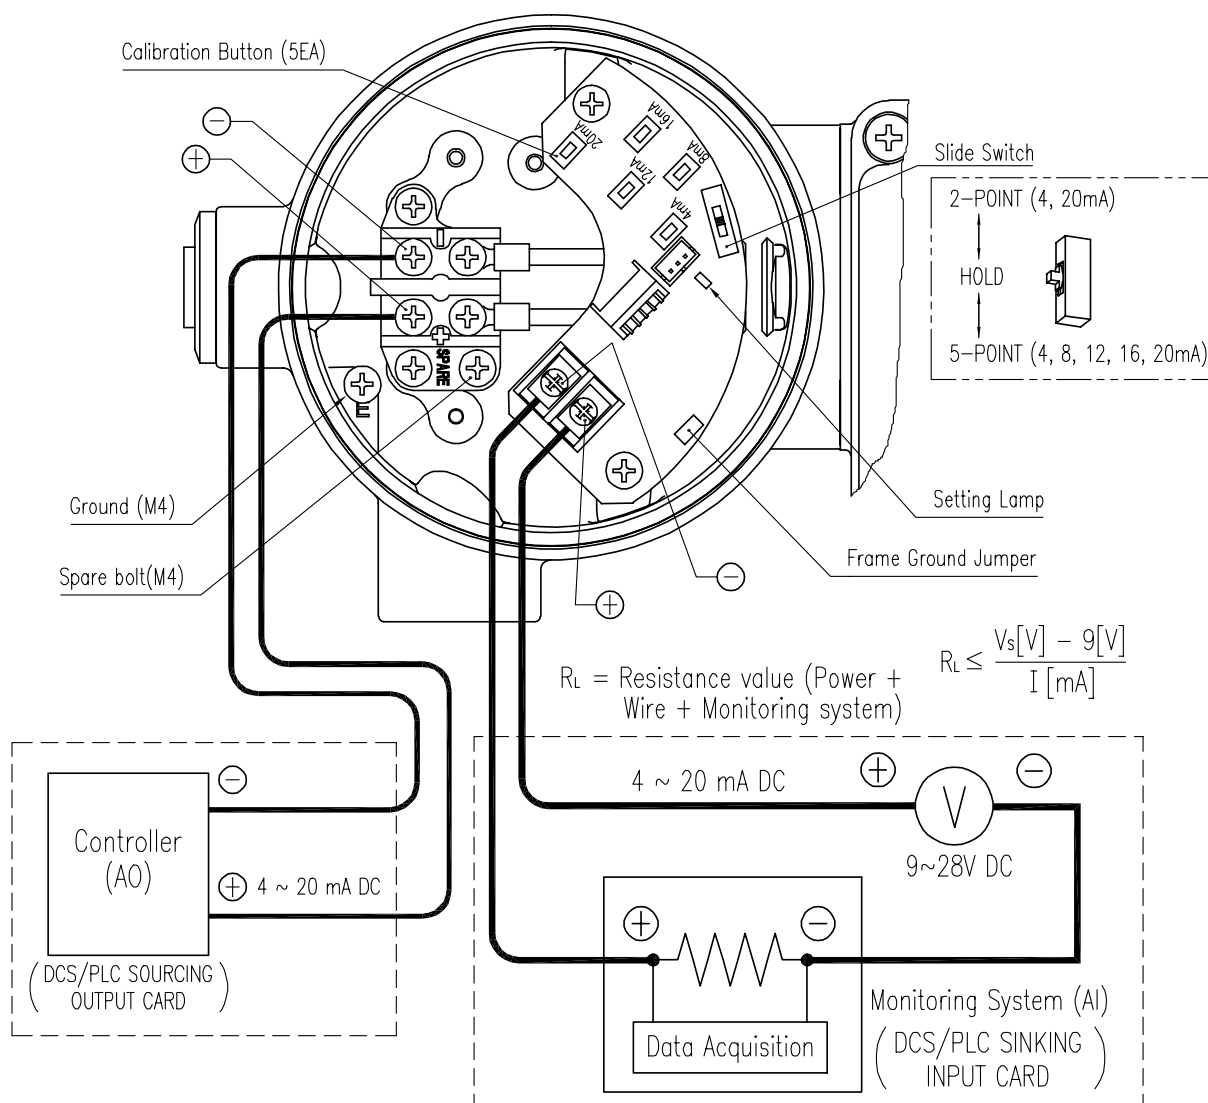 Calibration Button (5EA)
⊖
⊕
20mA
16mA
12mA
8mA
4mA
Slide Switch
2-POINT (4, 20mA)
HOLD
5-POINT (4, 8, 12, 16, 20mA)
SPARE
E
Ground (M4)
Spare bolt(M4)
Setting Lamp
Frame Ground Jumper
⊖
⊕
RL = Resistance value (Power +
Wire + Monitoring system)
RL ≤ Vs[V] - 9[V]
I [mA]
Controller
(AO)
⊖
⊕ 4 ~ 20 mA DC
(DCS/PLC SOURCING
OUTPUT CARD)
4 ~ 20 mA DC
⊕ V ⊖
9~28V DC
⊕ ⊖
Data Acquisition
Monitoring System (AI)
(DCS/PLC SINKING
INPUT CARD)